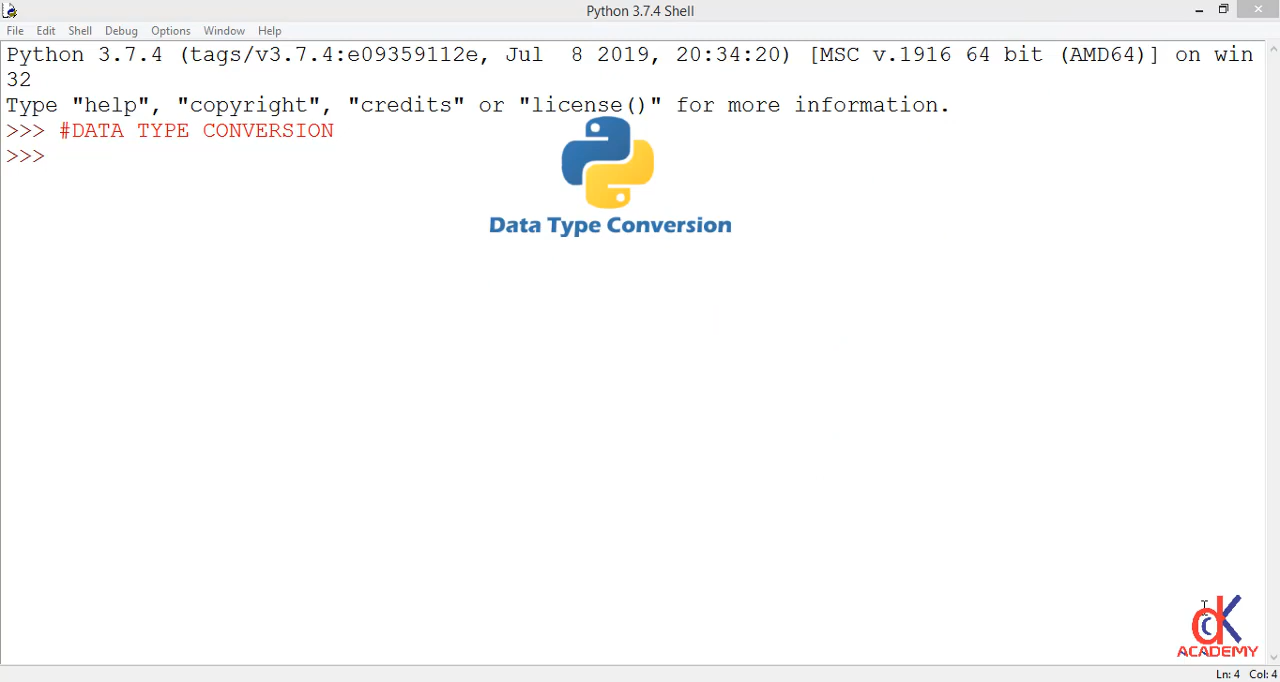 Python 3.7.4 Shell
File Edit Shell Debug Options Window Help
Python 3.7.4 (tags/v3.7.4:e09359112e, Jul  8 2019, 20:34:20) [MSC v.1916 64 bit (AMD64)] on win
32
Type "help", "copyright", "credits" or "license()" for more information.
>>> #DATA TYPE CONVERSION
>>>
Data Type Conversion
dcK
ACADEMY
Ln: 4 Col: 4